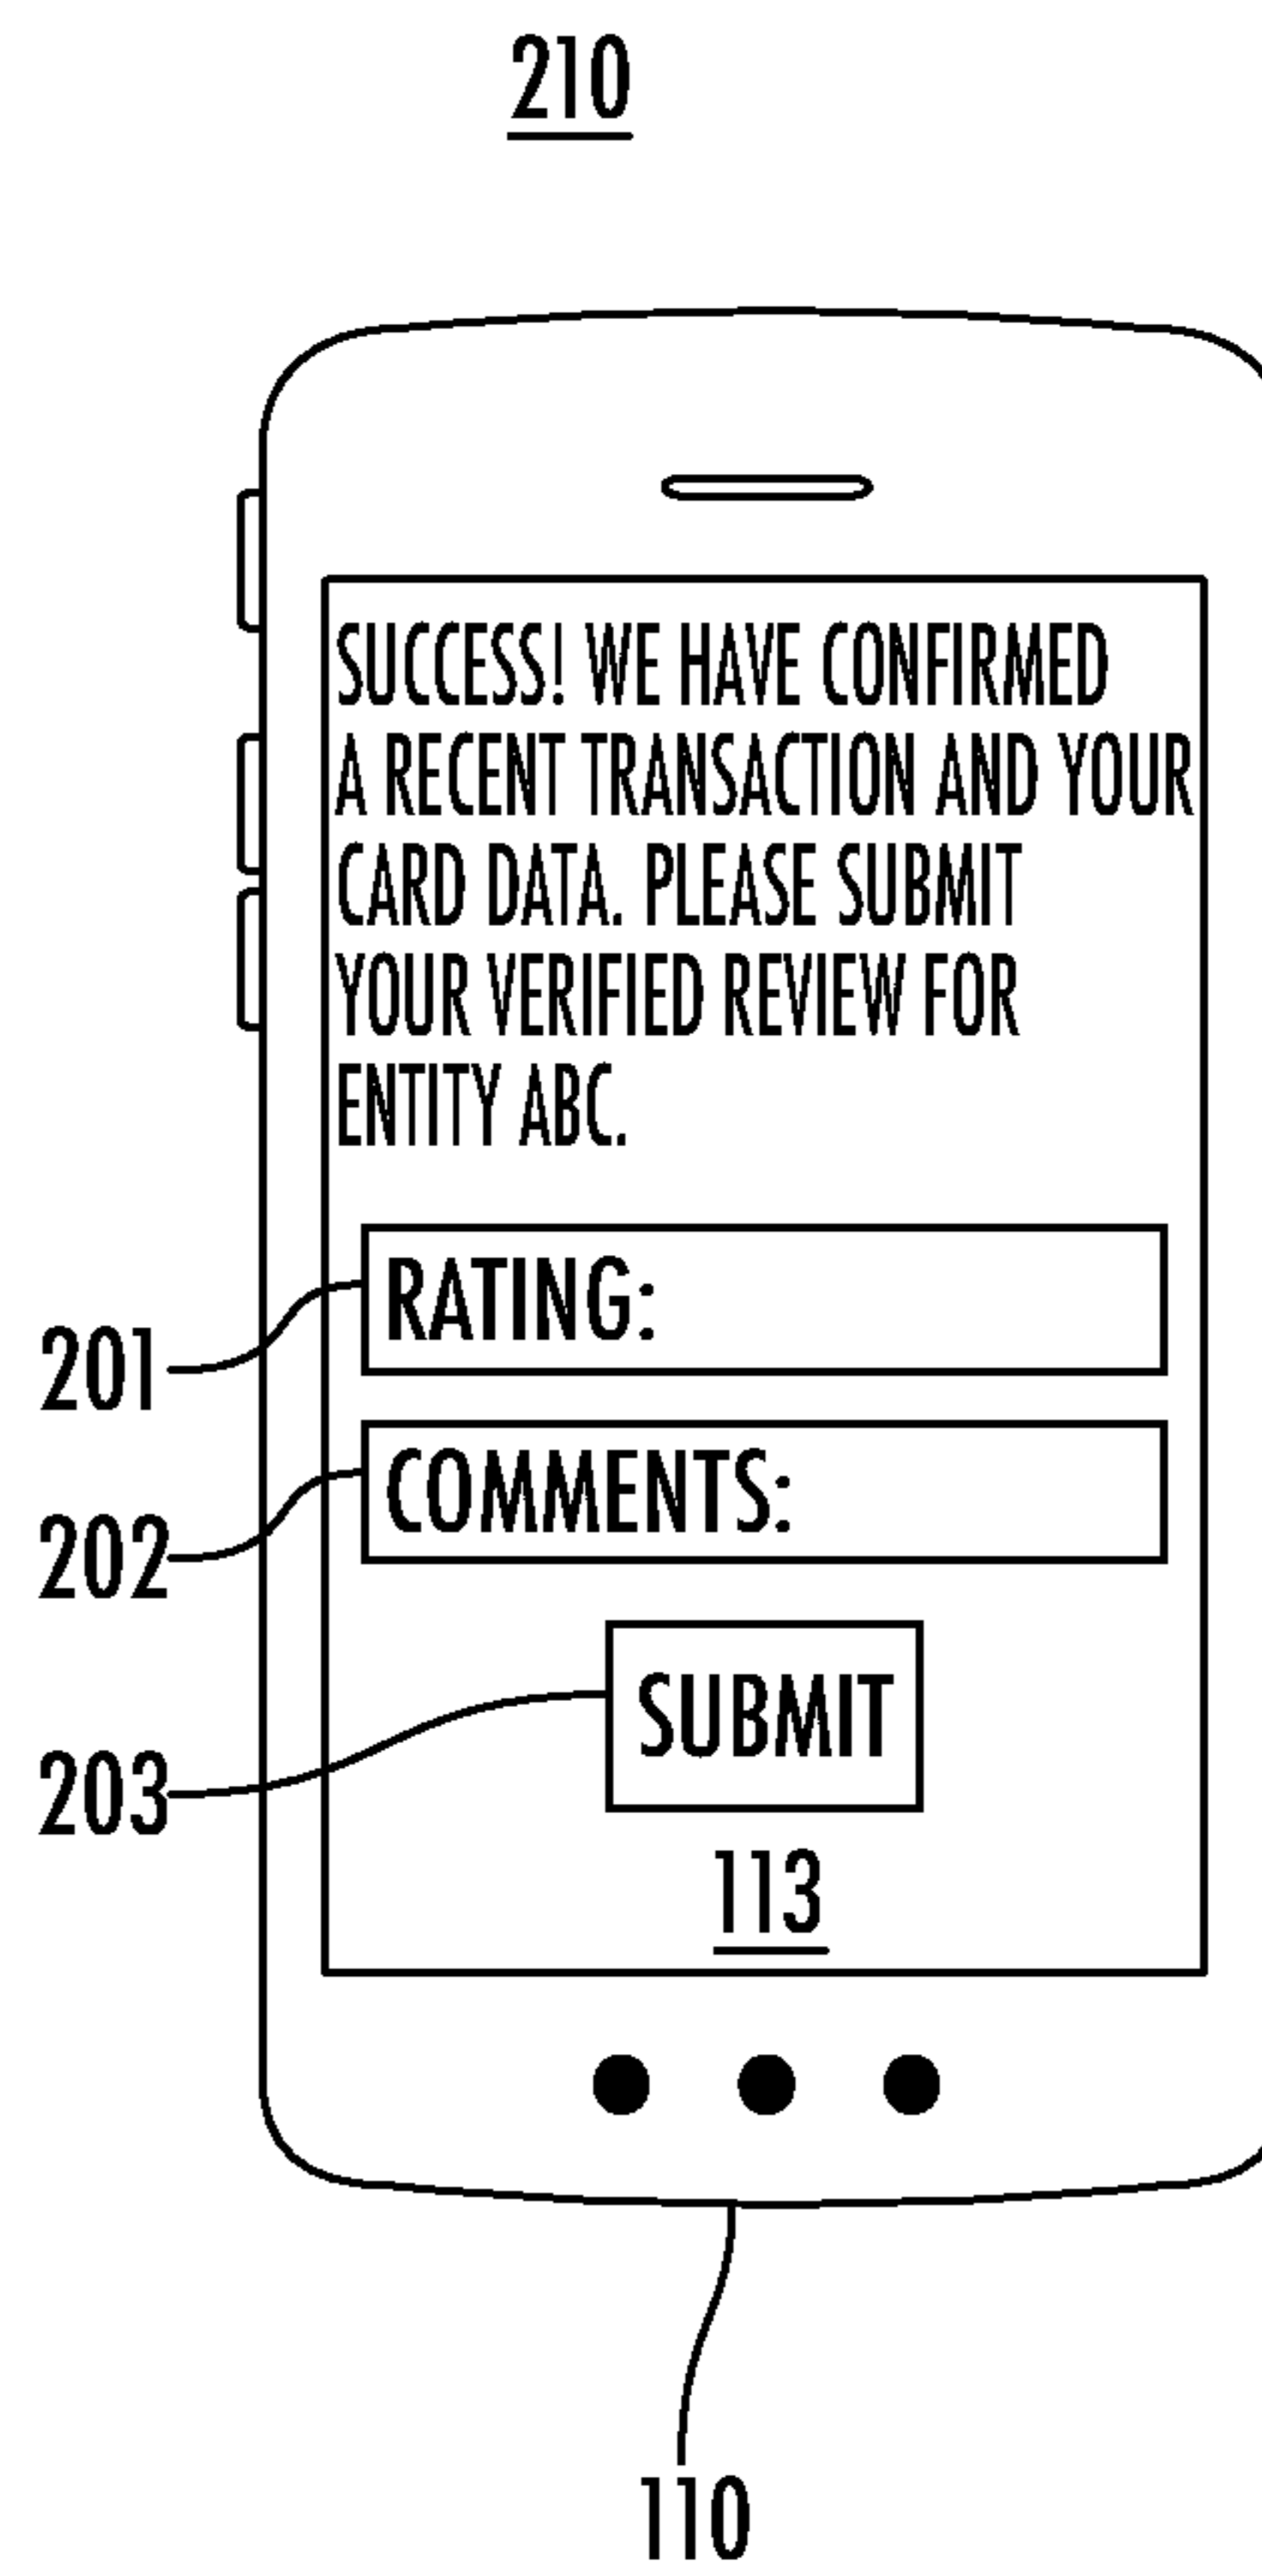 210
SUCCESS! WE HAVE CONFIRMED
A RECENT TRANSACTION AND YOUR
CARD DATA. PLEASE SUBMIT
YOUR VERIFIED REVIEW FOR
ENTITY ABC.
RATING:
201
COMMENTS:
202
SUBMIT
203
113
110